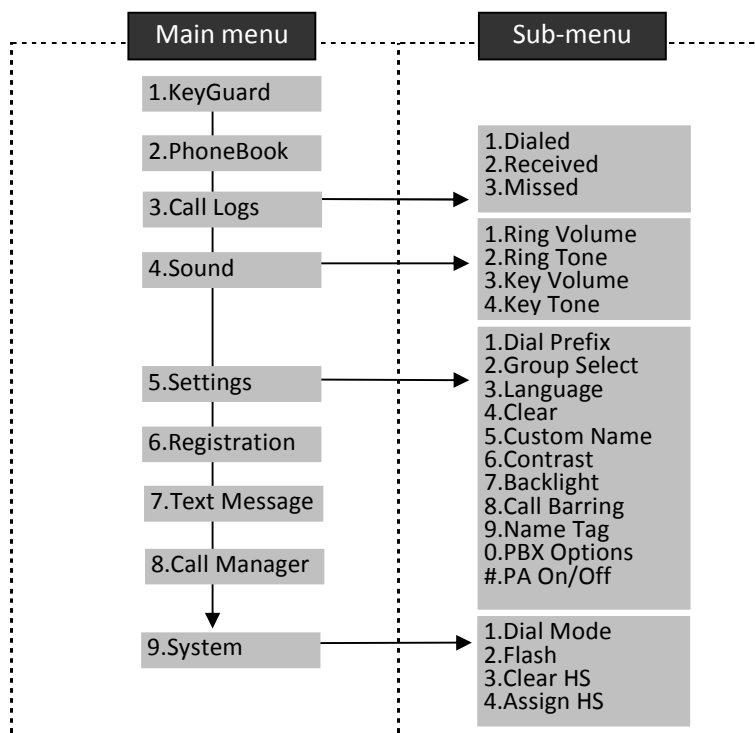 Main menu
Sub-menu
1.KeyGuard
2.PhoneBook
3.Call Logs
4.Sound
5.Settings
6.Registration
7.Text Message
8.Call Manager
9.System
1.Dialed
2.Received
3.Missed
1.Ring Volume
2.Ring Tone
3.Key Volume
4.Key Tone
1.Dial Prefix
2.Group Select
3.Language
4.Clear
5.Custom Name
6.Contrast
7.Backlight
8.Call Barring
9.Name Tag
0.PBX Options
#.PA On/Off
1.Dial Mode
2.Flash
3.Clear HS
4.Assign HS